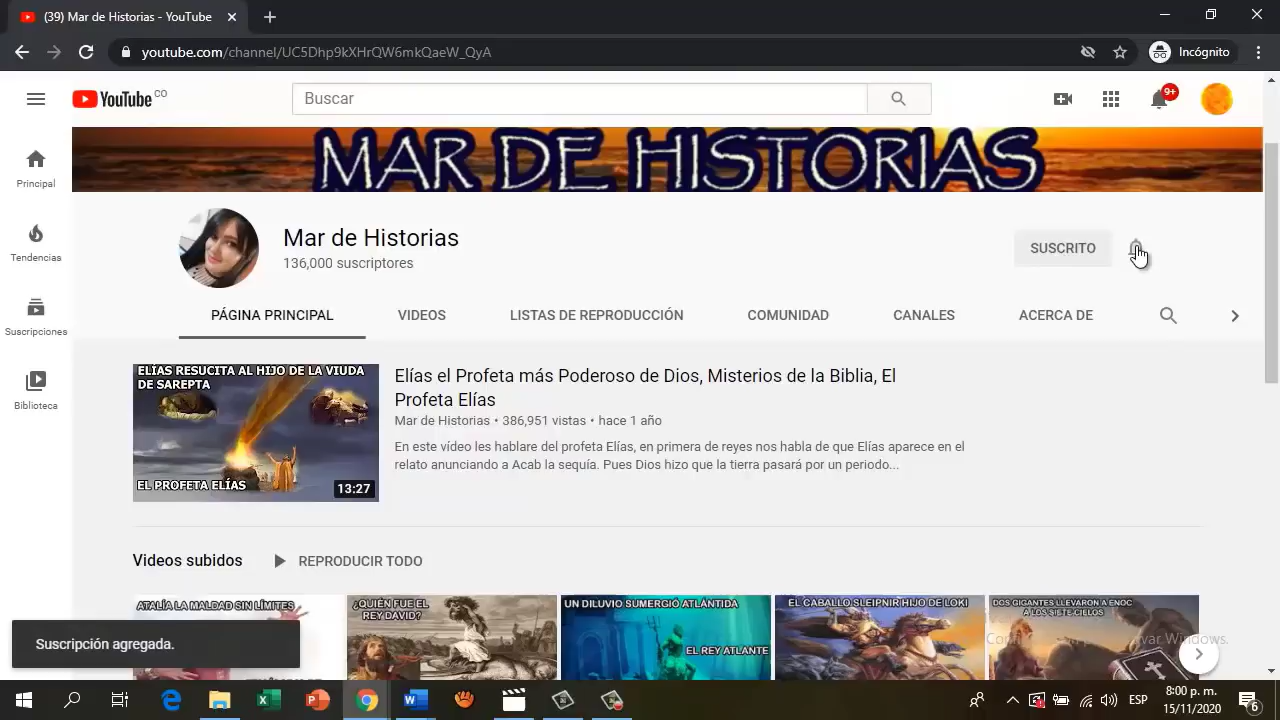 (39) Mar de Historias - YouTube
youtube.com/channel/UC5Dhp9kXHrQW6mkQaeW_QyA
Incógnito
YouTube CO
Buscar
9+
Principal
Tendencias
Suscripciones
Biblioteca
MAR DE HISTORIAS
Mar de Historias
136,000 suscriptores
SUSCRITO
PÁGINA PRINCIPAL
VIDEOS
LISTAS DE REPRODUCCIÓN
COMUNIDAD
CANALES
ACERCA DE
ELÍAS RESUCITA AL HIJO DE LA VIUDA
DE SAREPTA
EL PROFETA ELÍAS
13:27
Elías el Profeta más Poderoso de Dios, Misterios de la Biblia, El
Profeta Elías
Mar de Historias • 386,951 vistas • hace 1 año
En este vídeo les hablare del profeta Elías, en primera de reyes nos habla de que Elías aparece en el
relato anunciando a Acab la sequía. Pues Dios hizo que la tierra pasará por un periodo...
Videos subidos
REPRODUCIR TODO
ATALÍA LA MALDAD SIN LÍMITES
¿QUIÉN FUE EL
REY DAVID?
UN DILUVIO SUMERGIÓ ATLÁNTIDA
EL REY ATLANTE
EL CABALLO SLEIPNIR HIJO DE LOKI
DOS GIGANTES LLEVARON A ENOC
A LOS SIETE CIELOS
Windows.
Suscripción agregada.
ESP
8:00 p. m.
15/11/2020
6